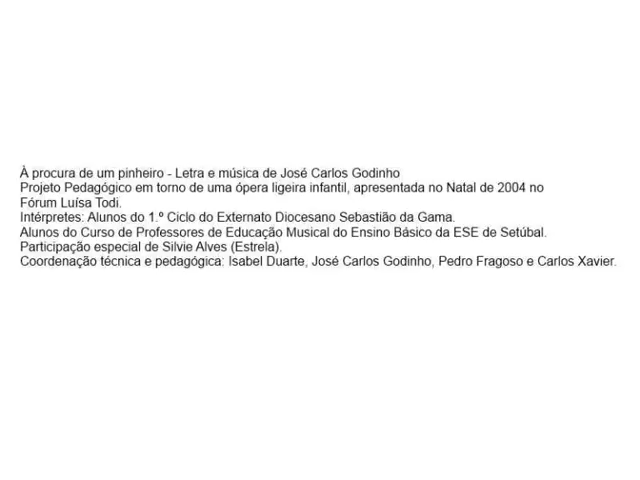 À procura de um pinheiro - Letra e música de José Carlos Godinho
Projeto Pedagógico em torno de uma ópera ligeira infantil, apresentada no Natal de 2004 no
Fórum Luísa Todi.
Intérpretes: Alunos do 1.º Ciclo do Externato Diocesano Sebastião da Gama.
Alunos do Curso de Professores de Educação Musical do Ensino Básico da ESE de Setúbal.
Participação especial de Silvie Alves (Estrela).
Coordenação técnica e pedagógica: Isabel Duarte, José Carlos Godinho, Pedro Fragoso e Carlos Xavier.